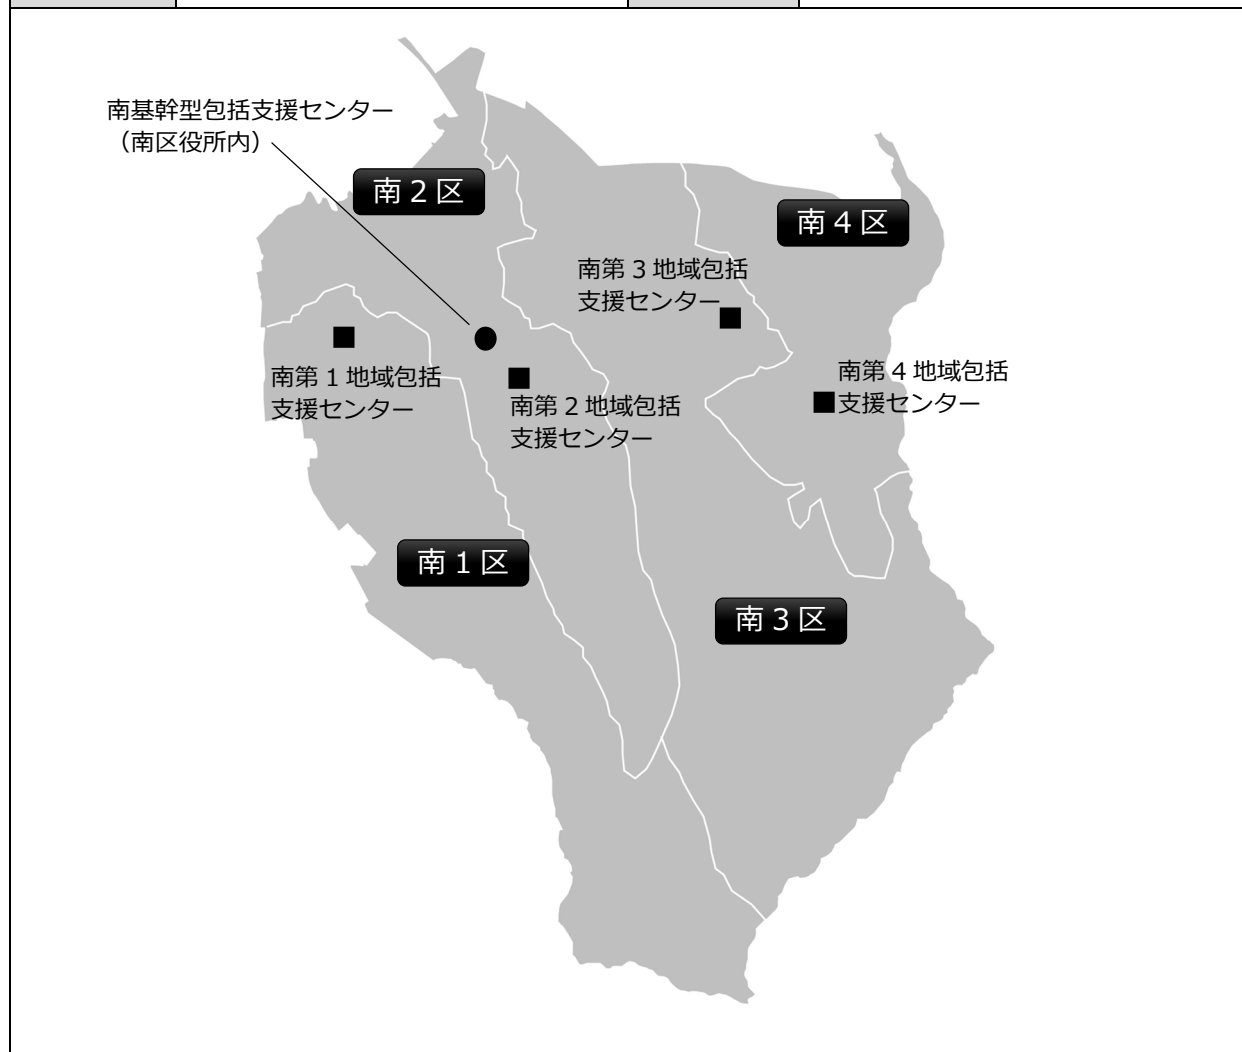 南基幹型包括支援センター
（南区役所内）
南２区
南４区
南第３地域包括
支援センター
南第１地域包括
支援センター
南第４地域包括
支援センター
南第２地域包括
支援センター
南１区
南３区